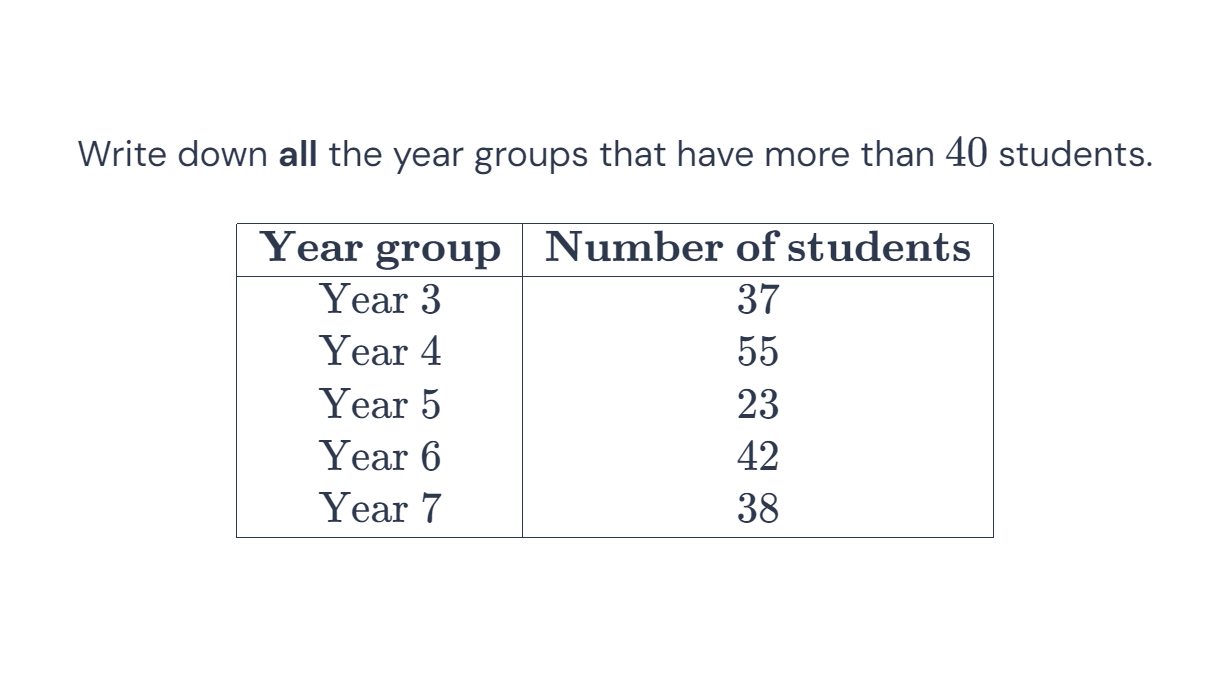 Write down all the year groups that have more than 40 students.
Year group Number of students
Year 3 37
Year 4 55
Year 5 23
Year 6 42
Year 7 38